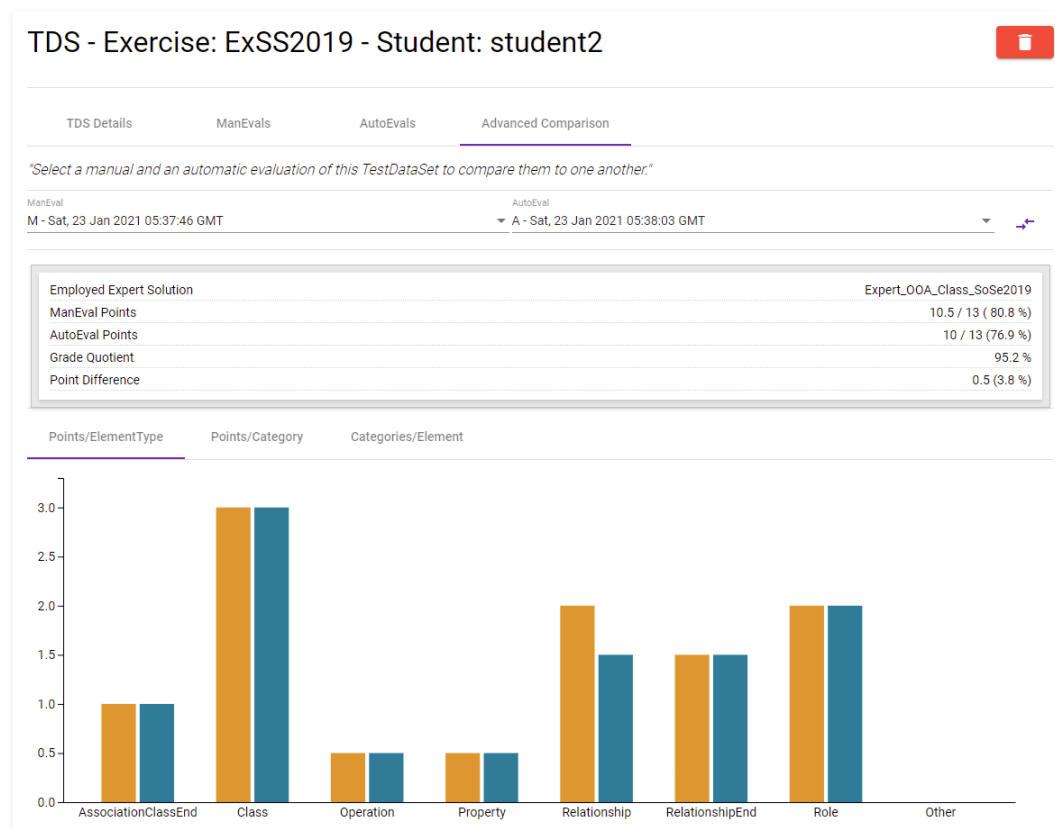 TDS - Exercise: ExSS2019 - Student: student2
TDS Details ManEvals AutoEvals Advanced Comparison
"Select a manual and an automatic evaluation of this TestDataSet to compare them to one another."
ManEval AutoEval
M - Sat, 23 Jan 2021 05:37:46 GMT A - Sat, 23 Jan 2021 05:38:03 GMT
Employed Expert Solution Expert_OOA_Class_SoSe2019
ManEval Points 10.5 / 13 ( 80.8 %)
AutoEval Points 10 / 13 (76.9 %)
Grade Quotient 95.2 %
Point Difference 0.5 (3.8 %)
Points/ElementType Points/Category Categories/Element
3.0
2.5
2.0
1.5
1.0
0.5
0.0
AssociationClassEnd Class Operation Property Relationship RelationshipEnd Role Other